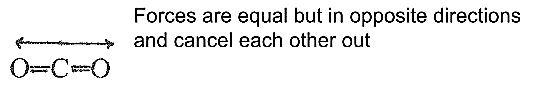 Forces are equal but in opposite directions
and cancel each other out
O=C=O